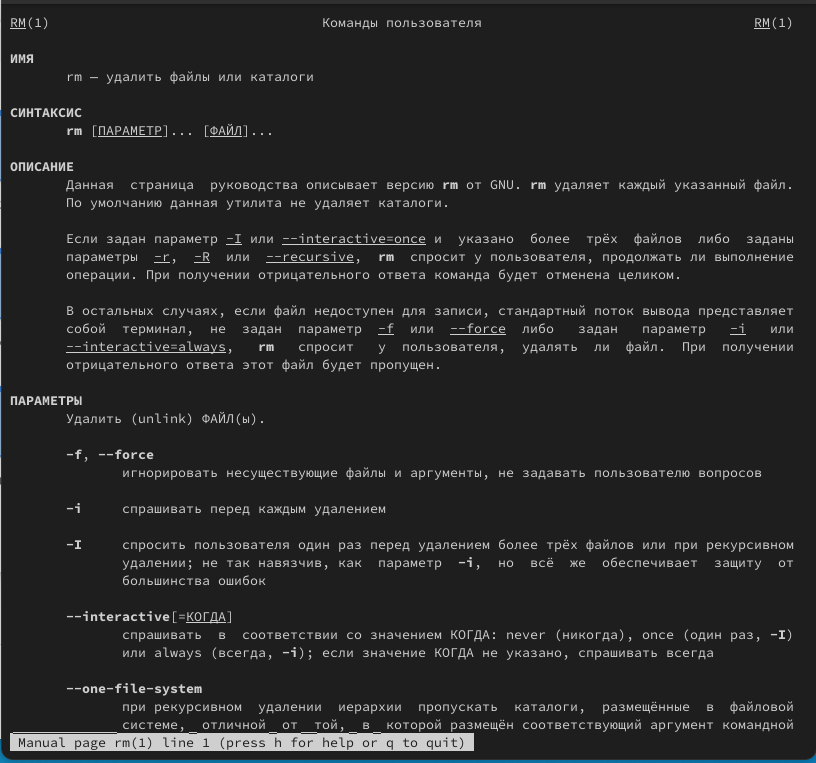 RM(1) Команды пользователя RM(1)
ИМЯ
rm — удалить файлы или каталоги
СИНТАКСИС
rm [ПАРАМЕТР]... [ФАЙЛ]...
ОПИСАНИЕ
Данная страница руководства описывает версию rm от GNU. rm удаляет каждый указанный файл.
По умолчанию данная утилита не удаляет каталоги.
Если задан параметр -I или --interactive=once и указано более трёх файлов либо заданы
параметры -r, -R или --recursive, rm спросит у пользователя, продолжать ли выполнение
операции. При получении отрицательного ответа команда будет отменена целиком.
В остальных случаях, если файл недоступен для записи, стандартный поток вывода представляет
собой терминал, не задан параметр -f или --force либо задан параметр -i или
--interactive=always, rm спросит у пользователя, удалять ли файл. При получении
отрицательного ответа этот файл будет пропущен.
ПАРАМЕТРЫ
Удалить (unlink) ФАЙЛ(ы).
-f, --force
игнорировать несуществующие файлы и аргументы, не задавать пользователю вопросов
-i спрашивать перед каждым удалением
-I спросить пользователя один раз перед удалением более трёх файлов или при рекурсивном
удалении; не так навязчив, как параметр -i, но всё же обеспечивает защиту от
большинства ошибок
--interactive[=КОГДА]
спрашивать в соответствии со значением КОГДА: never (никогда), once (один раз, -I)
или always (всегда, -i); если значение КОГДА не указано, спрашивать всегда
--one-file-system
при рекурсивном удалении иерархии пропускать каталоги, размещённые в файловой
системе, отличной от той, в которой размещён соответствующий аргумент командной
Manual page rm(1) line 1 (press h for help or q to quit)